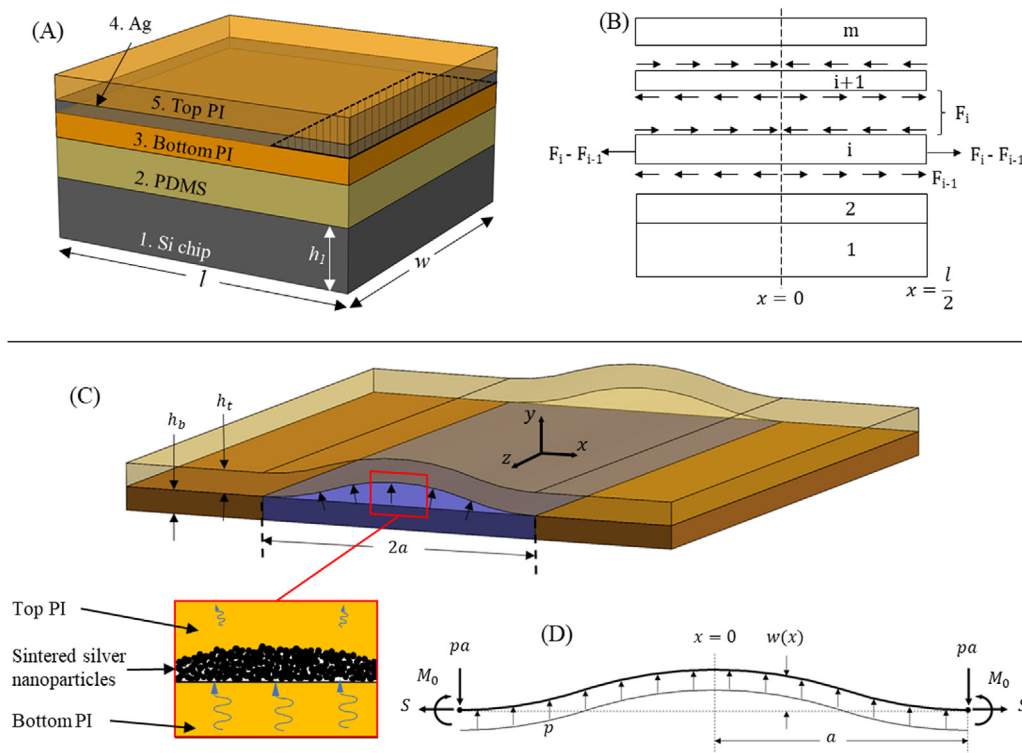 (A)
4. Ag
5. Top PI
3. Bottom PI
2. PDMS
1. Si chip
h₁
l
w
(B)
m
i+1
Fᵢ
i
Fᵢ - Fᵢ₋₁
Fᵢ - Fᵢ₋₁
Fᵢ₋₁
2
1
x = 0
x = l/2
(C)
h_b
h_t
y
x
z
2a
Top PI
Sintered silver
nanoparticles
Bottom PI
(D)
x = 0
w(x)
pa
pa
M₀
M₀
S
S
p
a